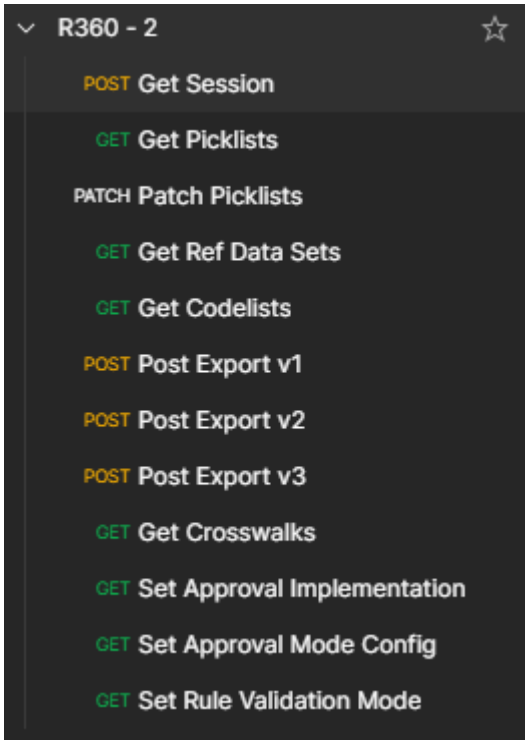 R360 - 2
POST Get Session
GET Get Picklists
PATCH Patch Picklists
GET Get Ref Data Sets
GET Get Codelists
POST Post Export v1
POST Post Export v2
POST Post Export v3
GET Get Crosswalks
GET Set Approval Implementation
GET Set Approval Mode Config
GET Set Rule Validation Mode